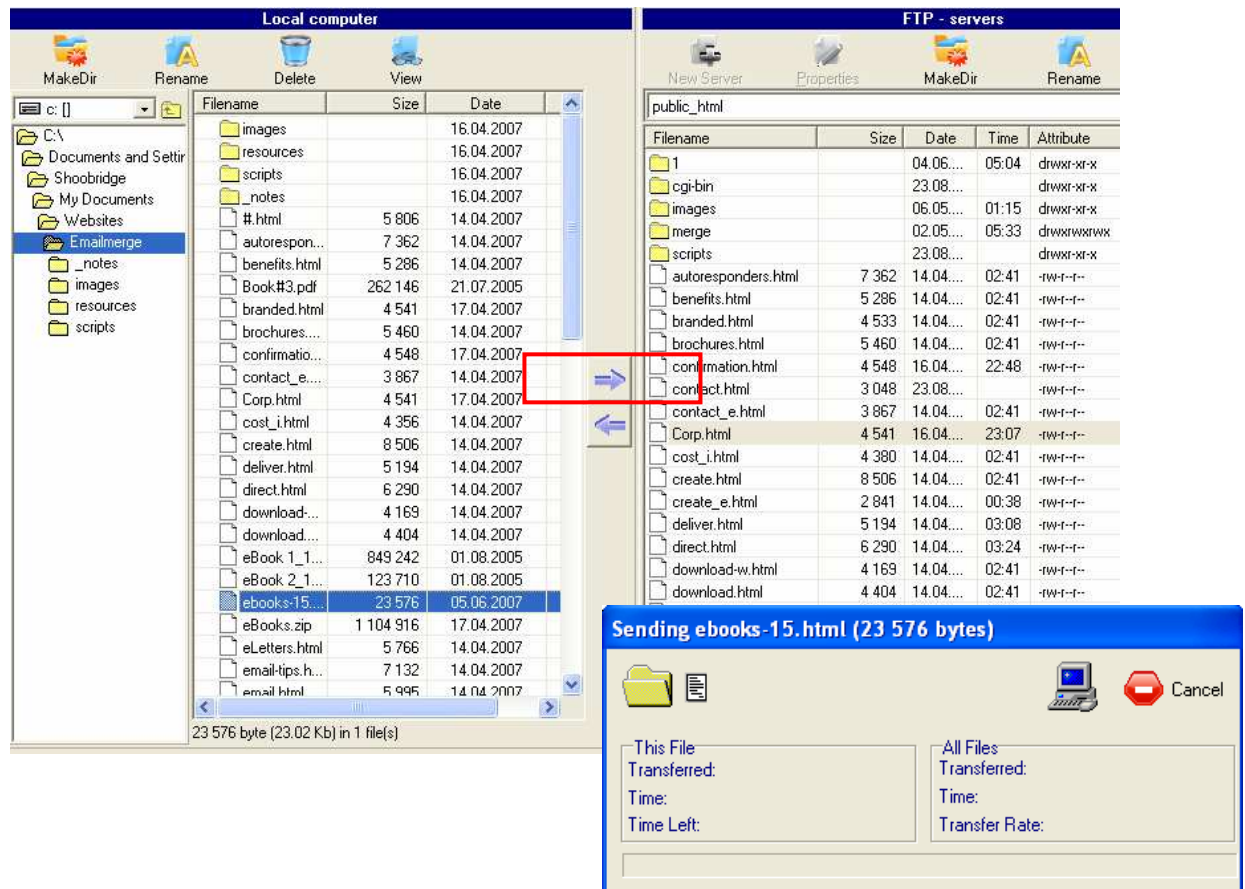 Local computer
MakeDir Rename Delete View
c: []
C:\
Documents and Settir
Shoobridge
My Documents
Websites
Emailmerge
_notes
images
resources
scripts
Filename Size Date
images 16.04.2007
resources 16.04.2007
scripts 16.04.2007
_notes 16.04.2007
#.html 5 806 14.04.2007
autorespon... 7 362 14.04.2007
benefits.html 5 286 14.04.2007
Book#3.pdf 262 146 21.07.2005
branded.html 4 541 17.04.2007
brochures.... 5 460 14.04.2007
confirmatio... 4 548 17.04.2007
contact_e.... 3 867 14.04.2007
Corp.html 4 541 17.04.2007
cost_i.html 4 356 14.04.2007
create.html 8 506 14.04.2007
deliver.html 5 194 14.04.2007
direct.html 6 290 14.04.2007
download-... 4 169 14.04.2007
download.... 4 404 14.04.2007
eBook 1_1... 849 242 01.08.2005
eBook 2_1... 123 710 01.08.2005
ebooks-15.... 23 576 05.06.2007
eBooks.zip 1 104 916 17.04.2007
eLetters.html 5 766 14.04.2007
email-tips.h... 7 132 14.04.2007
email.html 5 995 14.04.2007
23 576 byte (23.02 Kb) in 1 file(s)
FTP - servers
New Server Properties MakeDir Rename
public_html
Filename Size Date Time Attribute
1 04.06.... 05:04 drwxr-xr-x
cgi-bin 23.08.... drwxr-xr-x
images 06.05.... 01:15 drwxr-xr-x
merge 02.05.... 05:33 drwxrwxrwx
scripts 23.08.... drwxr-xr-x
autoresponders.html 7 362 14.04.... 02:41 -rw-r--r--
benefits.html 5 286 14.04.... 02:41 -rw-r--r--
branded.html 4 533 14.04.... 02:41 -rw-r--r--
brochures.html 5 460 14.04.... 02:41 -rw-r--r--
confirmation.html 4 548 16.04.... 22:48 -rw-r--r--
contact.html 3 048 23.08.... -rw-r--r--
contact_e.html 3 867 14.04.... 02:41 -rw-r--r--
Corp.html 4 541 16.04.... 23:07 -rw-r--r--
cost_i.html 4 380 14.04.... 02:41 -rw-r--r--
create.html 8 506 14.04.... 02:41 -rw-r--r--
create_e.html 2 841 14.04.... 00:38 -rw-r--r--
deliver.html 5 194 14.04.... 03:08 -rw-r--r--
direct.html 6 290 14.04.... 03:24 -rw-r--r--
download-w.html 4 169 14.04.... 02:41 -rw-r--r--
download.html 4 404 14.04.... 02:41 -rw-r--r--
Sending ebooks-15.html (23 576 bytes)
Cancel
This File
Transferred:
Time:
Time Left:
All Files
Transferred:
Time:
Transfer Rate: